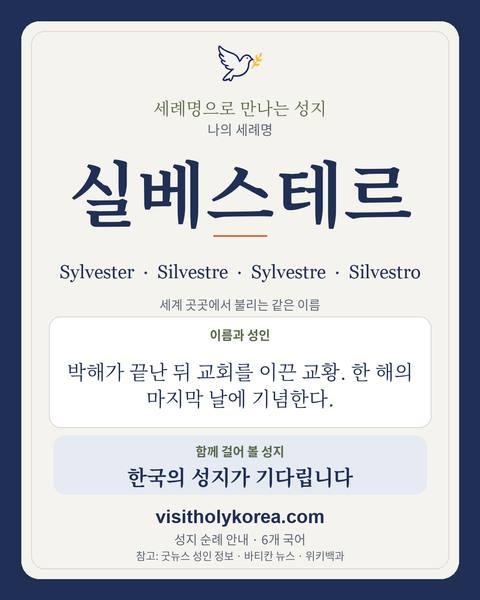 세례명으로 만나는 성지
나의 세례명
실베스테르
Sylvester · Silvestre · Sylvestre · Silvestro
세계 곳곳에서 불리는 같은 이름
이름과 성인
박해가 끝난 뒤 교회를 이끈 교황. 한 해의
마지막 날에 기념한다.
함께 걸어 볼 성지
한국의 성지가 기다립니다
visitholykorea.com
성지 순례 안내 · 6개 국어
참고: 굿뉴스 성인 정보 · 바티칸 뉴스 · 위키백과